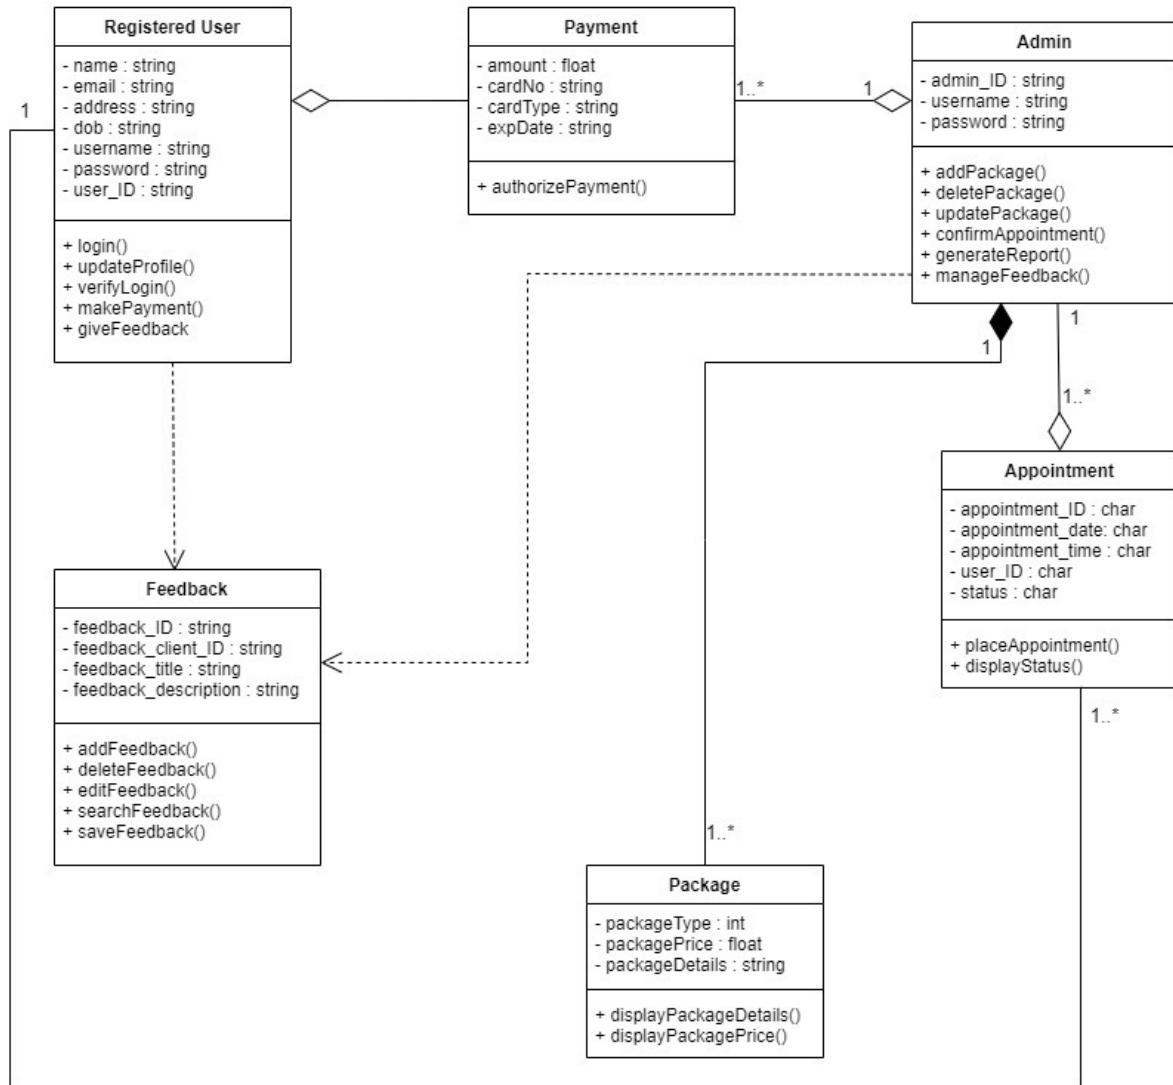 Registered User
- name : string
- email : string
- address : string
- dob : string
- username : string
- password : string
- user_ID : string
+ login()
+ updateProfile()
+ verifyLogin()
+ makePayment()
+ giveFeedback
1
Payment
- amount : float
- cardNo : string
- cardType : string
- expDate : string
+ authorizePayment()
1..*
1
Admin
- admin_ID : string
- username : string
- password : string
+ addPackage()
+ deletePackage()
+ updatePackage()
+ confirmAppointment()
+ generateReport()
+ manageFeedback()
1
1
1..*
Appointment
- appointment_ID : char
- appointment_date: char
- appointment_time : char
- user_ID : char
- status : char
+ placeAppointment()
+ displayStatus()
1..*
Feedback
- feedback_ID : string
- feedback_client_ID : string
- feedback_title : string
- feedback_description : string
+ addFeedback()
+ deleteFeedback()
+ editFeedback()
+ searchFeedback()
+ saveFeedback()
1..*
Package
- packageType : int
- packagePrice : float
- packageDetails : string
+ displayPackageDetails()
+ displayPackagePrice()